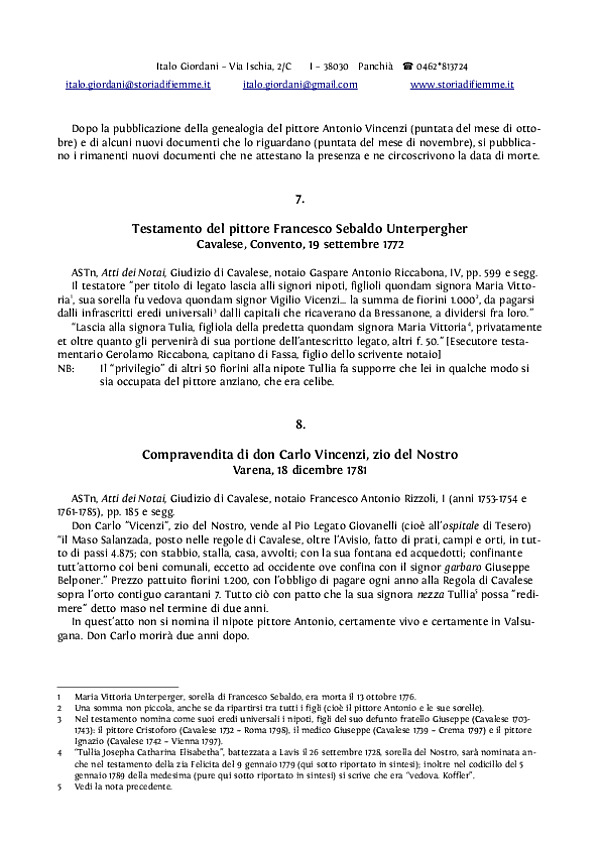 Italo Giordani – Via Ischia, 2/C I – 38030 Panchià ☎ 0462*813724
italo.giordani@storiadifiemme.it italo.giordani@gmail.com www.storiadifiemme.it
Dopo la pubblicazione della genealogia del pittore Antonio Vincenzi (puntata del mese di otto-
bre) e di alcuni nuovi documenti che lo riguardano (puntata del mese di novembre), si pubblica-
no i rimanenti nuovi documenti che ne attestano la presenza e ne circoscrivono la data di morte.
7.
Testamento del pittore Francesco Sebaldo Unterpergher
Cavalese, Convento, 19 settembre 1772
ASTn, Atti dei Notai, Giudizio di Cavalese, notaio Gaspare Antonio Riccabona, IV, pp. 599 e segg.
Il testatore "per titolo di legato lascia alli signori nipoti, figlioli quondam signora Maria Vitto-
ria¹, sua sorella fu vedova quondam signor Vigilio Vicenzi… la summa de fiorini 1.000², da pagarsi
dalli infrascritti eredi universali³ dalli capitali che ricaverano da Bressanone, a dividersi fra loro."
"Lascia alla signora Tulia, figliola della predetta quondam signora Maria Vittoria⁴, privatamente
et oltre quanto gli pervenirà di sua portione dell'antescritto legato, altri f. 50." [Esecutore testa-
mentario Gerolamo Riccabona, capitano di Fassa, figlio dello scrivente notaio]
NB: Il "privilegio" di altri 50 fiorini alla nipote Tullia fa supporre che lei in qualche modo si
sia occupata del pittore anziano, che era celibe.
8.
Compravendita di don Carlo Vincenzi, zio del Nostro
Varena, 18 dicembre 1781
ASTn, Atti dei Notai, Giudizio di Cavalese, notaio Francesco Antonio Rizzoli, I (anni 1753-1754 e
1761-1785), pp. 185 e segg.
Don Carlo "Vicenzi", zio del Nostro, vende al Pio Legato Giovanelli (cioè all'ospitale di Tesero)
"il Maso Salanzada, posto nelle regole di Cavalese, oltre l'Avisio, fatto di prati, campi e orti, in tut-
to di passi 4.875; con stabbio, stalla, casa, avvolti; con la sua fontana ed acquedotti; confinante
tutt'attorno coi beni comunali, eccetto ad occidente ove confina con il signor garbaro Giuseppe
Belponer." Prezzo pattuito fiorini 1.200, con l'obbligo di pagare ogni anno alla Regola di Cavalese
sopra l'orto contiguo carantani 7. Tutto ciò con patto che la sua signora nezza Tullia⁵ possa "redi-
mere" detto maso nel termine di due anni.
In quest'atto non si nomina il nipote pittore Antonio, certamente vivo e certamente in Valsu-
gana. Don Carlo morirà due anni dopo.
1 Maria Vittoria Unterperger, sorella di Francesco Sebaldo, era morta il 13 ottobre 1776.
2 Una somma non piccola, anche se da ripartirsi tra tutti i figli (cioè il pittore Antonio e le sue sorelle).
3 Nel testamento nomina come suoi eredi universali i nipoti, figli del suo defunto fratello Giuseppe (Cavalese 1703-
1743): il pittore Cristoforo (Cavalese 1732 – Roma 1798), il medico Giuseppe (Cavalese 1739 – Crema 1797) e il pittore
Ignazio (Cavalese 1742 – Vienna 1797).
4 "Tullia Josepha Catharina Elisabetha", battezzata a Lavis il 26 settembre 1728, sorella del Nostro, sarà nominata an-
che nel testamento della zia Felicita del 9 gennaio 1779 (qui sotto riportato in sintesi); inoltre nel codicillo del 5
gennaio 1789 della medesima (pure qui sotto riportato in sintesi) si scrive che era "vedova. Koffler".
5 Vedi la nota precedente.